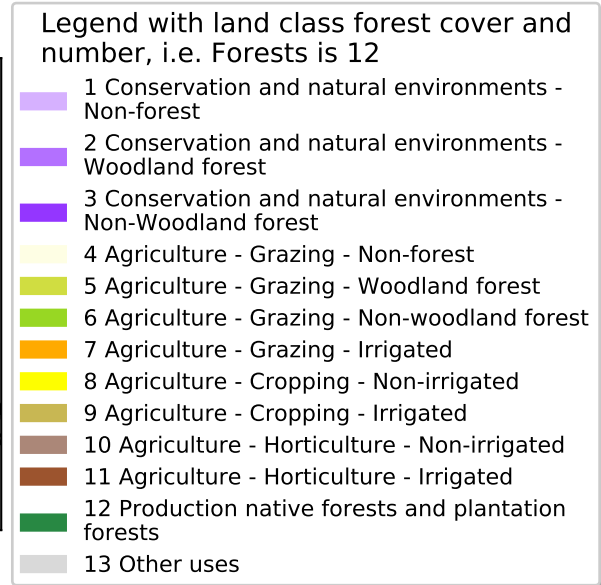 Legend with land class forest cover and
number, i.e. Forests is 12
1 Conservation and natural environments -
Non-forest
2 Conservation and natural environments -
Woodland forest
3 Conservation and natural environments -
Non-Woodland forest
4 Agriculture - Grazing - Non-forest
5 Agriculture - Grazing - Woodland forest
6 Agriculture - Grazing - Non-woodland forest
7 Agriculture - Grazing - Irrigated
8 Agriculture - Cropping - Non-irrigated
9 Agriculture - Cropping - Irrigated
10 Agriculture - Horticulture - Non-irrigated
11 Agriculture - Horticulture - Irrigated
12 Production native forests and plantation
forests
13 Other uses